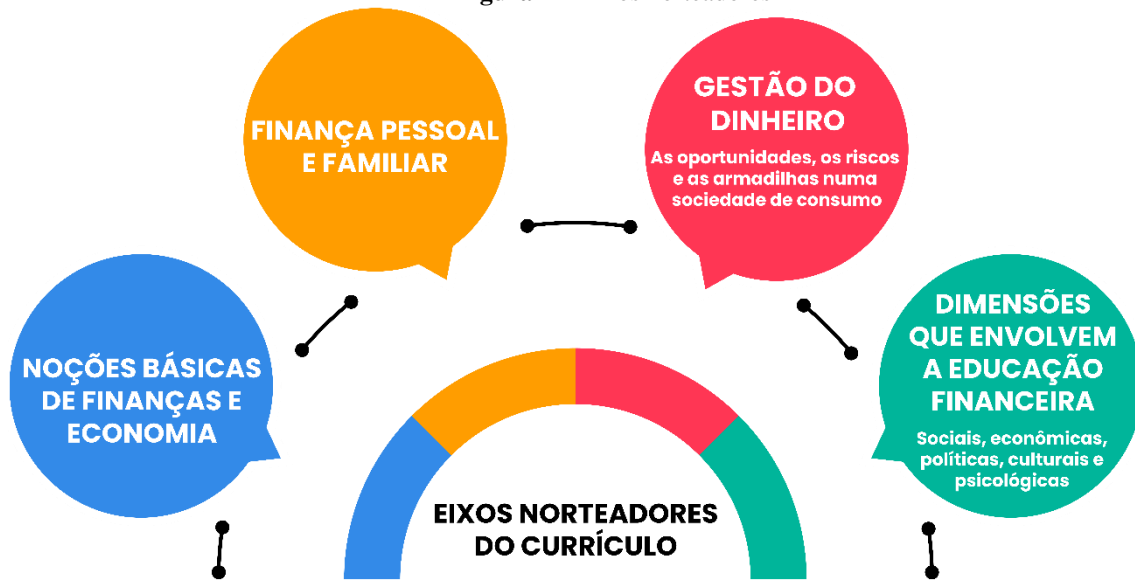 FINANÇA PESSOAL
E FAMILIAR
GESTÃO DO
DINHEIRO
As oportunidades, os riscos
e as armadilhas numa
sociedade de consumo
NOÇÕES BÁSICAS
DE FINANÇAS E
ECONOMIA
DIMENSÕES
QUE ENVOLVEM
A EDUCAÇÃO
FINANCEIRA
Sociais, econômicas,
políticas, culturais e
psicológicas
EIXOS NORTEADORES
DO CURRÍCULO